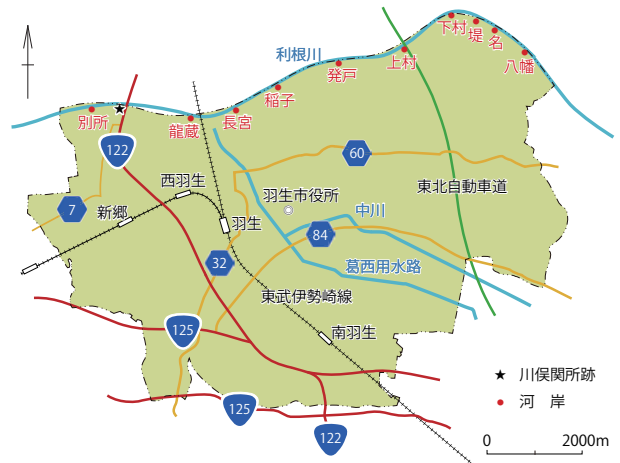 下村
堤
名
八幡
利根川
上村
発戸
稲子
長宮
龍蔵
別所
122
60
西羽生
東北自動車道
7
新郷
羽生市役所
中川
羽生
84
32
葛西用水路
東武伊勢崎線
125
南羽生
★ 川俣関所跡
● 河 岸
125
122
0 2000m